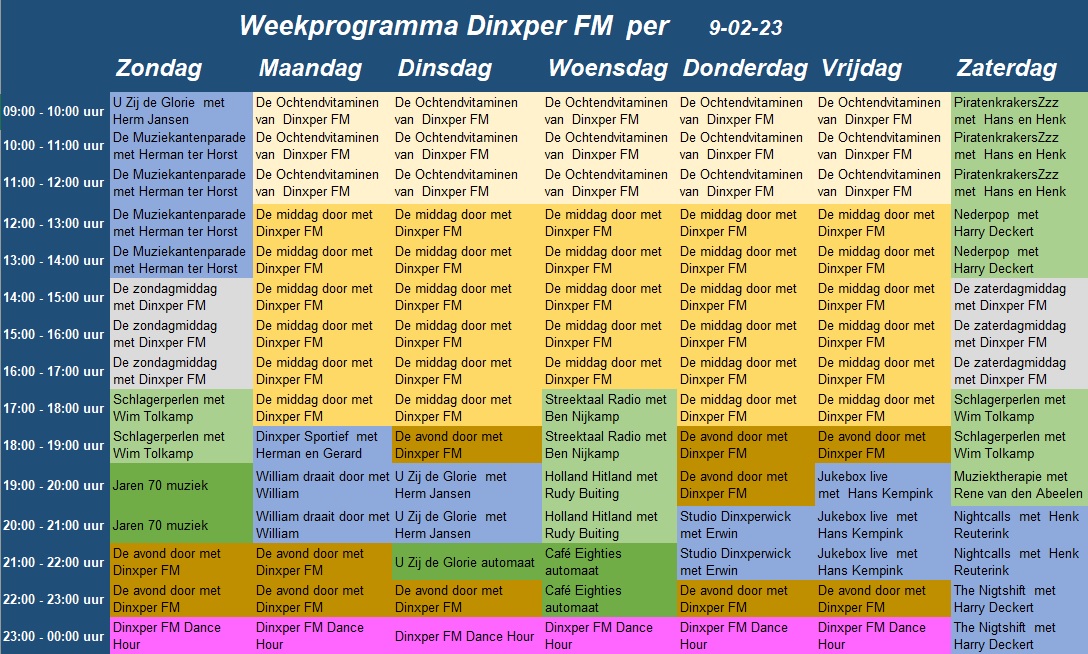 Weekprogramma Dinxper FM per 9-02-23
Zondag Maandag Dinsdag Woensdag Donderdag Vrijdag Zaterdag
09:00 - 10:00 uur
U Zij de Glorie met
Herm Jansen
De Ochtendvitaminen
van Dinxper FM
De Ochtendvitaminen
van Dinxper FM
De Ochtendvitaminen
van Dinxper FM
De Ochtendvitaminen
van Dinxper FM
De Ochtendvitaminen
van Dinxper FM
PiratenkrakersZzz
met Hans en Henk
10:00 - 11:00 uur
De Muziekantenparade
met Herman ter Horst
De Ochtendvitaminen
van Dinxper FM
De Ochtendvitaminen
van Dinxper FM
De Ochtendvitaminen
van Dinxper FM
De Ochtendvitaminen
van Dinxper FM
De Ochtendvitaminen
van Dinxper FM
PiratenkrakersZzz
met Hans en Henk
11:00 - 12:00 uur
De Muziekantenparade
met Herman ter Horst
De Ochtendvitaminen
van Dinxper FM
De Ochtendvitaminen
van Dinxper FM
De Ochtendvitaminen
van Dinxper FM
De Ochtendvitaminen
van Dinxper FM
De Ochtendvitaminen
van Dinxper FM
PiratenkrakersZzz
met Hans en Henk
12:00 - 13:00 uur
De Muziekantenparade
met Herman ter Horst
De middag door met
Dinxper FM
De middag door met
Dinxper FM
De middag door met
Dinxper FM
De middag door met
Dinxper FM
De middag door met
Dinxper FM
Nederpop met
Harry Deckert
13:00 - 14:00 uur
De Muziekantenparade
met Herman ter Horst
De middag door met
Dinxper FM
De middag door met
Dinxper FM
De middag door met
Dinxper FM
De middag door met
Dinxper FM
De middag door met
Dinxper FM
Nederpop met
Harry Deckert
14:00 - 15:00 uur
De zondagmiddag
met Dinxper FM
De middag door met
Dinxper FM
De middag door met
Dinxper FM
De middag door met
Dinxper FM
De middag door met
Dinxper FM
De middag door met
Dinxper FM
De zaterdagmiddag
met Dinxper FM
15:00 - 16:00 uur
De zondagmiddag
met Dinxper FM
De middag door met
Dinxper FM
De middag door met
Dinxper FM
De middag door met
Dinxper FM
De middag door met
Dinxper FM
De middag door met
Dinxper FM
De zaterdagmiddag
met Dinxper FM
16:00 - 17:00 uur
De zondagmiddag
met Dinxper FM
De middag door met
Dinxper FM
De middag door met
Dinxper FM
De middag door met
Dinxper FM
De middag door met
Dinxper FM
De middag door met
Dinxper FM
De zaterdagmiddag
met Dinxper FM
17:00 - 18:00 uur
Schlagerperlen met
Wim Tolkamp
De middag door met
Dinxper FM
De middag door met
Dinxper FM
Streektaal Radio met
Ben Nijkamp
De middag door met
Dinxper FM
De middag door met
Dinxper FM
Schlagerperlen met
Wim Tolkamp
18:00 - 19:00 uur
Schlagerperlen met
Wim Tolkamp
Dinxper Sportief met
Herman en Gerard
De avond door met
Dinxper FM
Streektaal Radio met
Ben Nijkamp
De avond door met
Dinxper FM
De avond door met
Dinxper FM
Schlagerperlen met
Wim Tolkamp
19:00 - 20:00 uur
Jaren 70 muziek
William draait door met
William
U Zij de Glorie met
Herm Jansen
Holland Hitland met
Rudy Buiting
De avond door met
Dinxper FM
Jukebox live
met Hans Kempink
Muziektherapie met
Rene van den Abeelen
20:00 - 21:00 uur
Jaren 70 muziek
William draait door met
William
U Zij de Glorie met
Herm Jansen
Holland Hitland met
Rudy Buiting
Studio Dinxperwick
met Erwin
Jukebox live met
Hans Kempink
Nightcalls met Henk
Reuterink
21:00 - 22:00 uur
De avond door met
Dinxper FM
De avond door met
Dinxper FM
U Zij de Glorie automaat
Café Eighties
automaat
Studio Dinxperwick
met Erwin
Jukebox live met
Hans Kempink
Nightcalls met Henk
Reuterink
22:00 - 23:00 uur
De avond door met
Dinxper FM
De avond door met
Dinxper FM
De avond door met
Dinxper FM
Café Eighties
automaat
De avond door met
Dinxper FM
De avond door met
Dinxper FM
The Nigtshift met
Harry Deckert
23:00 - 00:00 uur
Dinxper FM Dance
Hour
Dinxper FM Dance
Hour
Dinxper FM Dance Hour
Dinxper FM Dance
Hour
Dinxper FM Dance
Hour
Dinxper FM Dance
Hour
The Nigtshift met
Harry Deckert